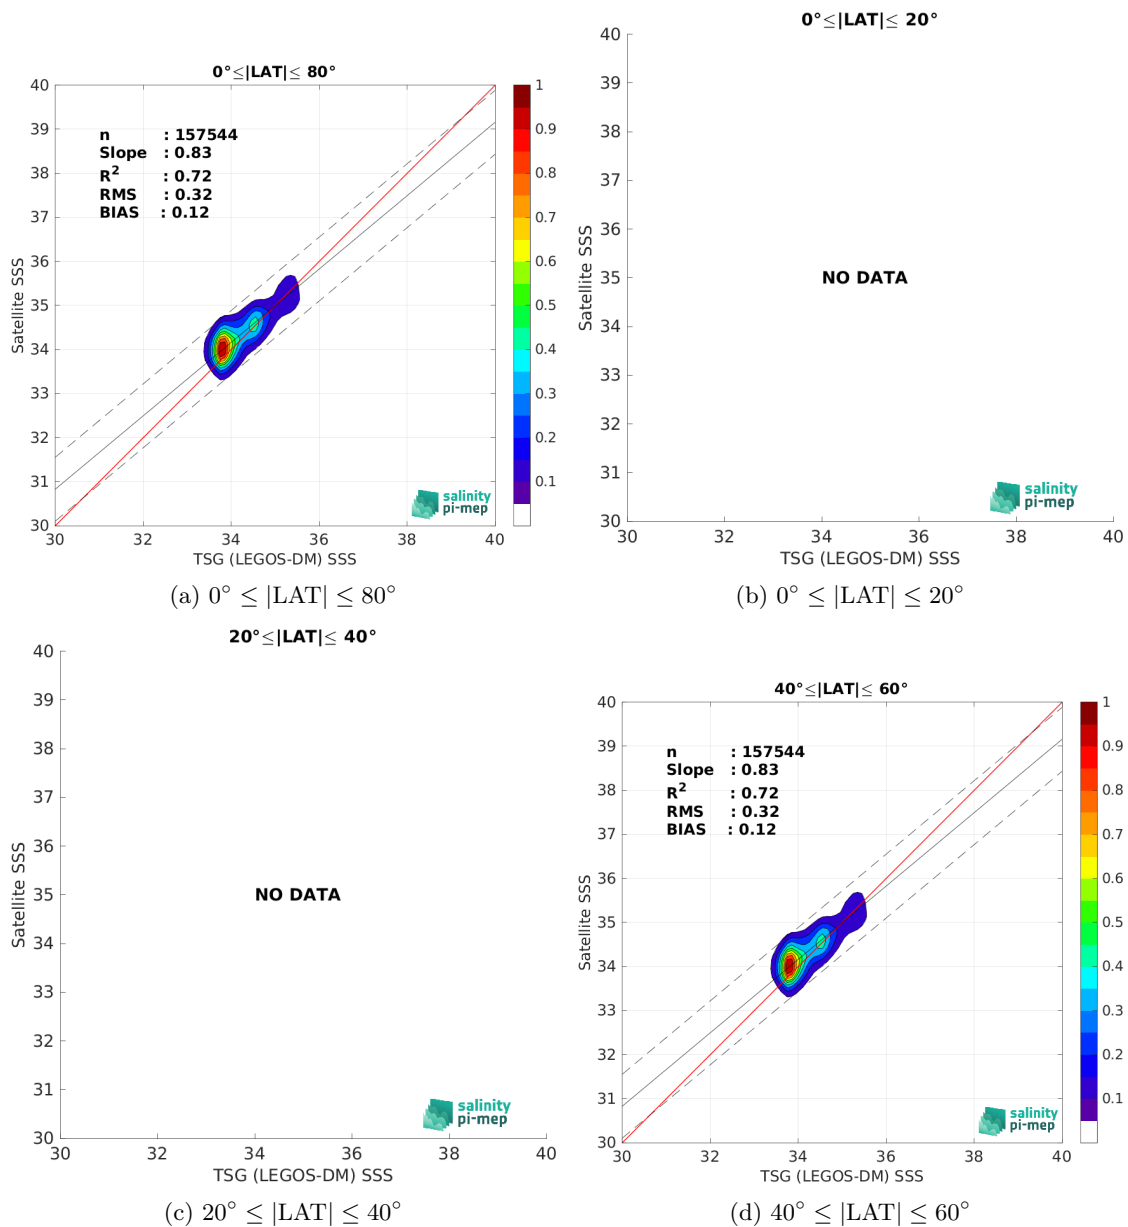 0°≤|LAT|≤ 80°
40
39
38
37
36
35
34
33
32
31
30
Satellite SSS
n : 157544
Slope : 0.83
R² : 0.72
RMS : 0.32
BIAS : 0.12
1
0.9
0.8
0.7
0.6
0.5
0.4
0.3
0.2
0.1
salinity
pi-mep
30 32 34 36 38 40
TSG (LEGOS-DM) SSS
(a) 0° ≤ |LAT| ≤ 80°
0°≤|LAT|≤ 20°
40
39
38
37
36
35
34
33
32
31
30
Satellite SSS
NO DATA
salinity
pi-mep
30 32 34 36 38 40
TSG (LEGOS-DM) SSS
(b) 0° ≤ |LAT| ≤ 20°
20°≤|LAT|≤ 40°
40
39
38
37
36
35
34
33
32
31
30
Satellite SSS
NO DATA
salinity
pi-mep
30 32 34 36 38 40
TSG (LEGOS-DM) SSS
(c) 20° ≤ |LAT| ≤ 40°
40°≤|LAT|≤ 60°
40
39
38
37
36
35
34
33
32
31
30
Satellite SSS
n : 157544
Slope : 0.83
R² : 0.72
RMS : 0.32
BIAS : 0.12
1
0.9
0.8
0.7
0.6
0.5
0.4
0.3
0.2
0.1
salinity
pi-mep
30 32 34 36 38 40
TSG (LEGOS-DM) SSS
(d) 40° ≤ |LAT| ≤ 60°